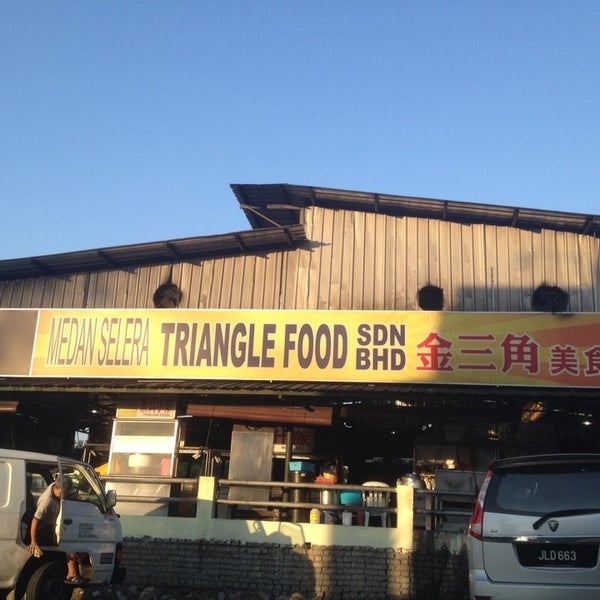 MEDAN SELERA TRIANGLE FOOD SDN BHD 金三角 美食
JLD 663